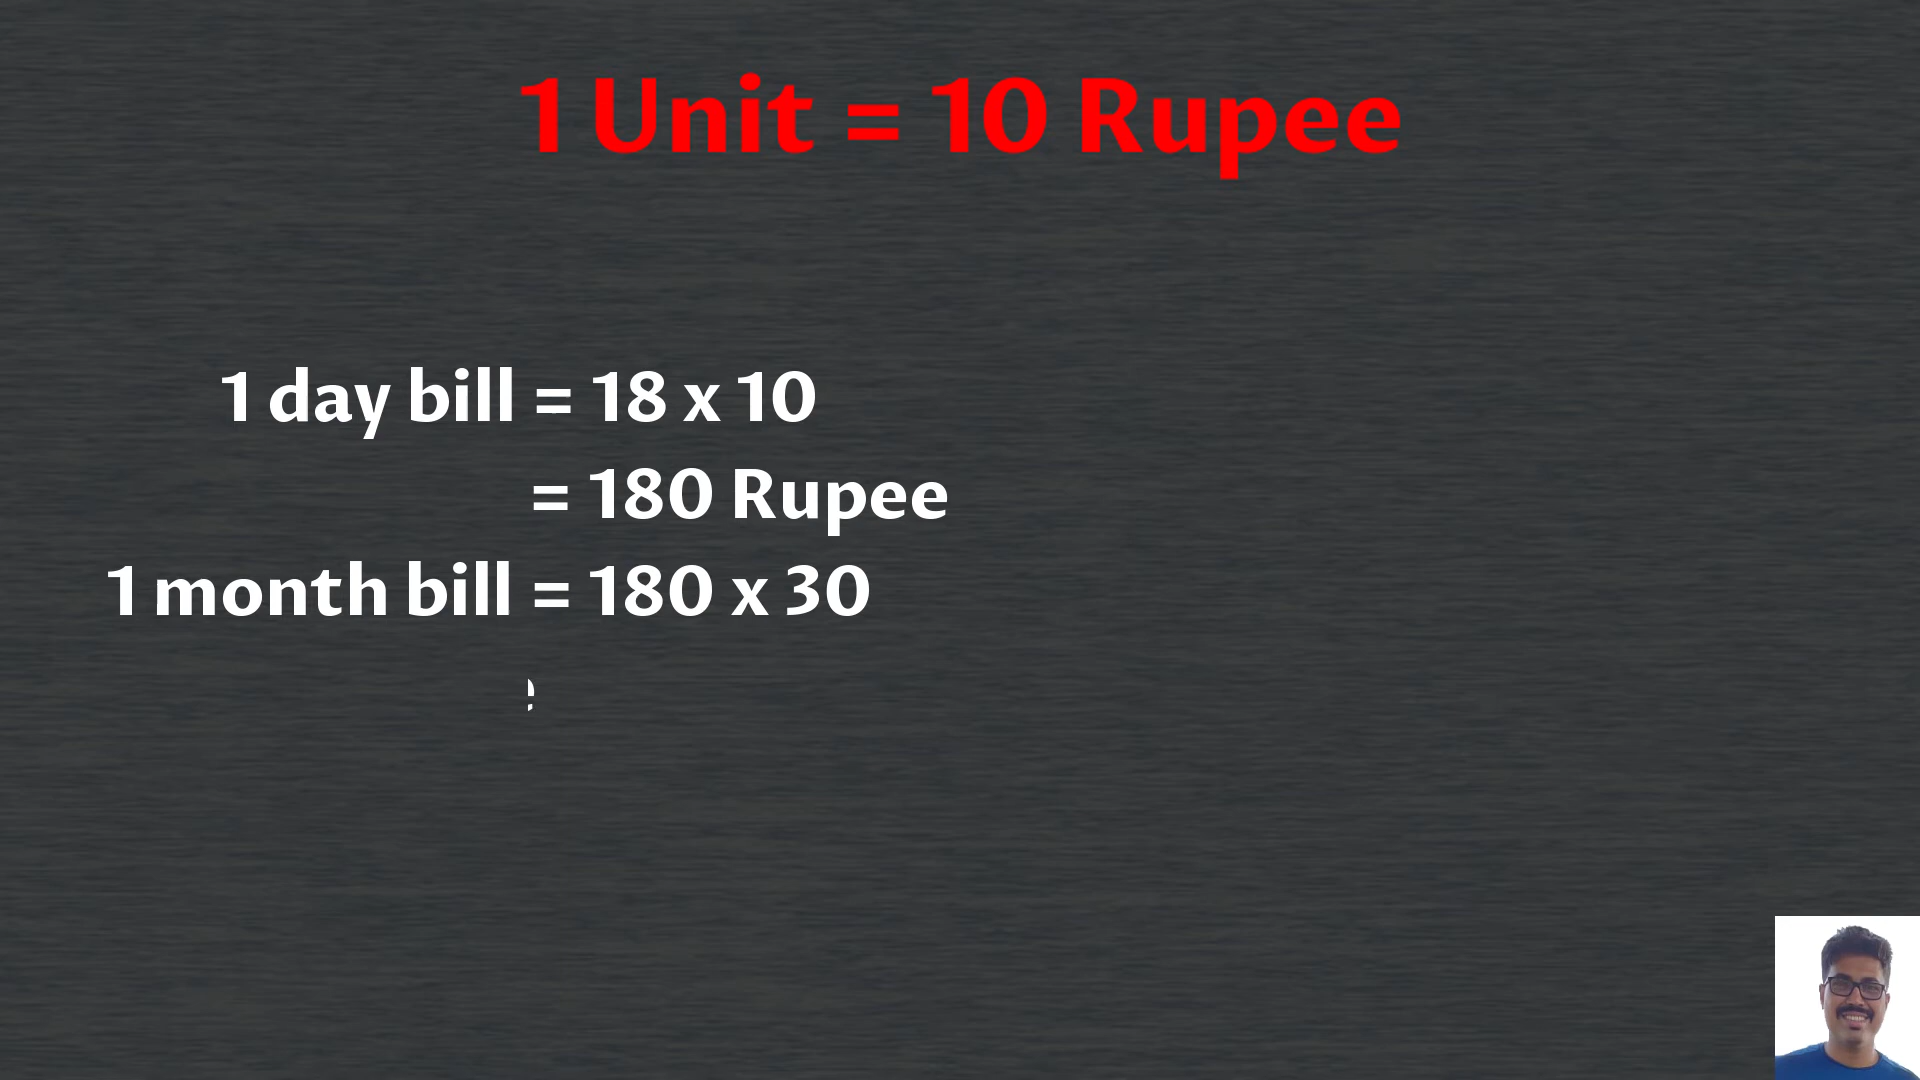 1 Unit = 10 Rupee
1 day bill = 18 x 10
= 180 Rupee
1 month bill = 180 x 30